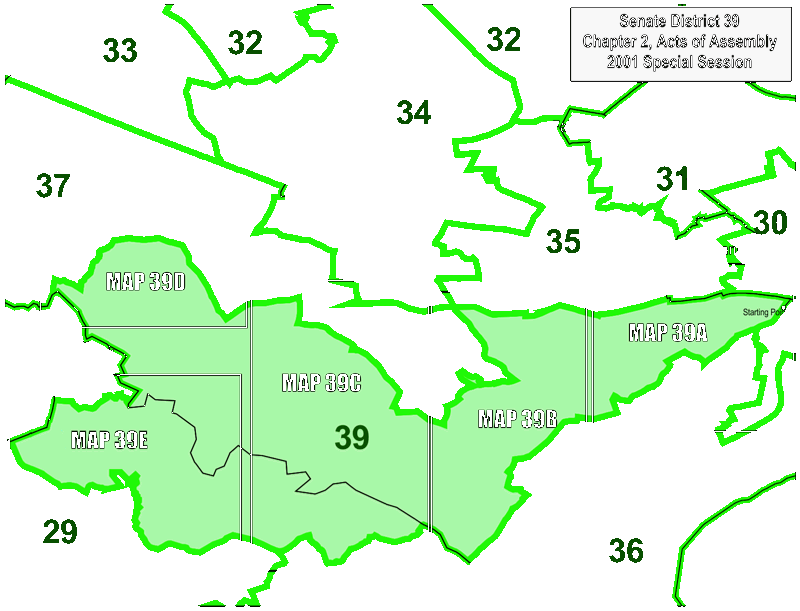 Senate District 39
Chapter 2, Acts of Assembly
2001 Special Session
33
32
32
34
37
31
30
35
MAP 39D
Starting
MAP 39A
MAP 39C
MAP 39B
39
MAP 39E
29
36